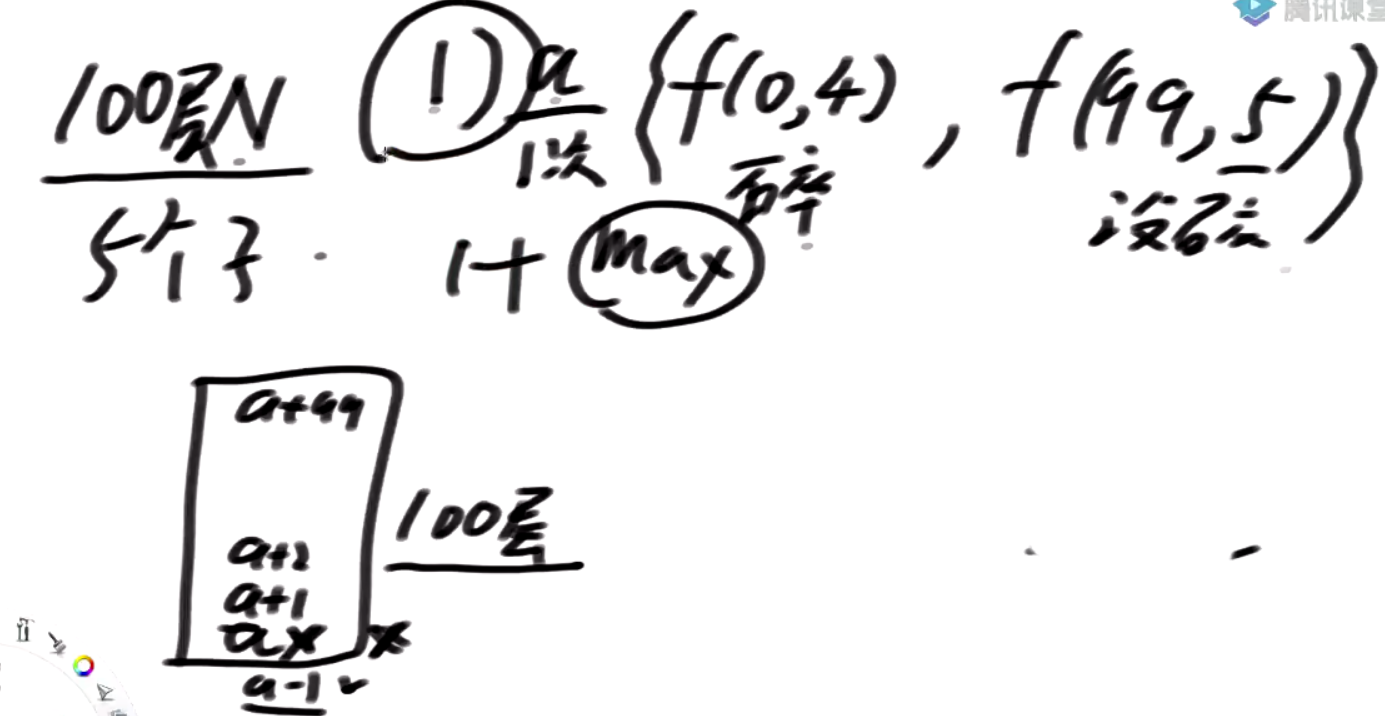 腾讯课堂
100层N ① a {f(0,4), f(99,5)}
1次 碎 没碎
5个子. 1+ max
a+99
100层
a+2
a+1
a x x
a-1 ✓